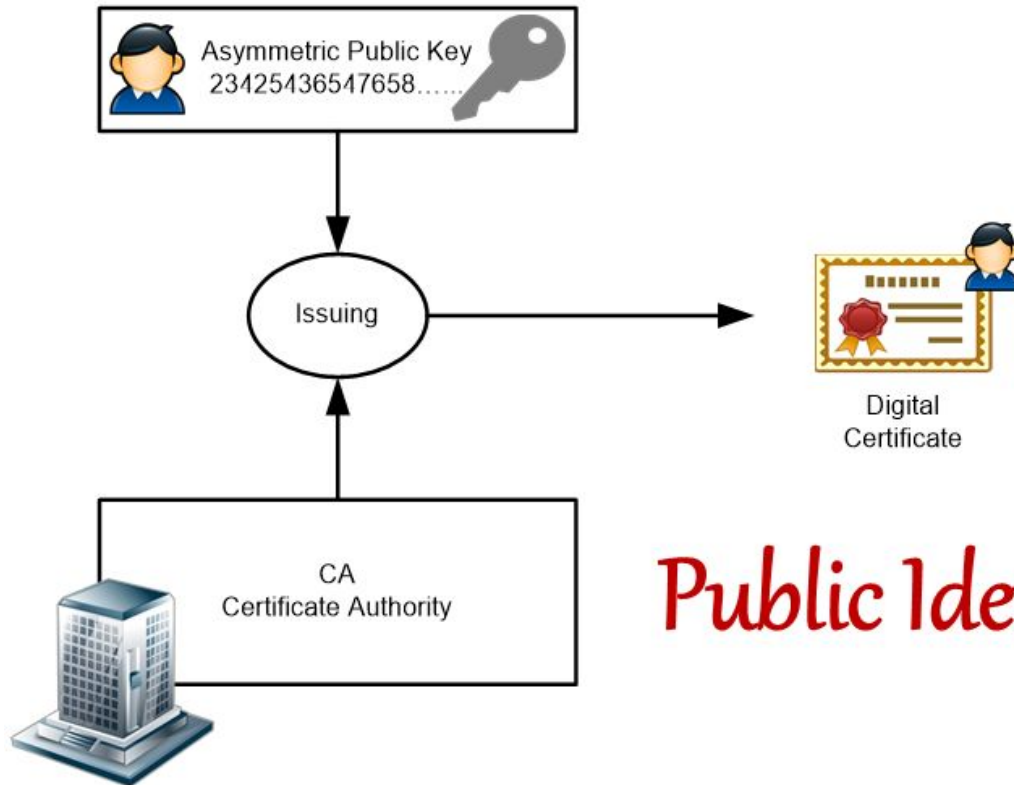 Asymmetric Public Key
23425436547658......
Issuing
Digital
Certificate
CA
Certificate Authority
Public Ide